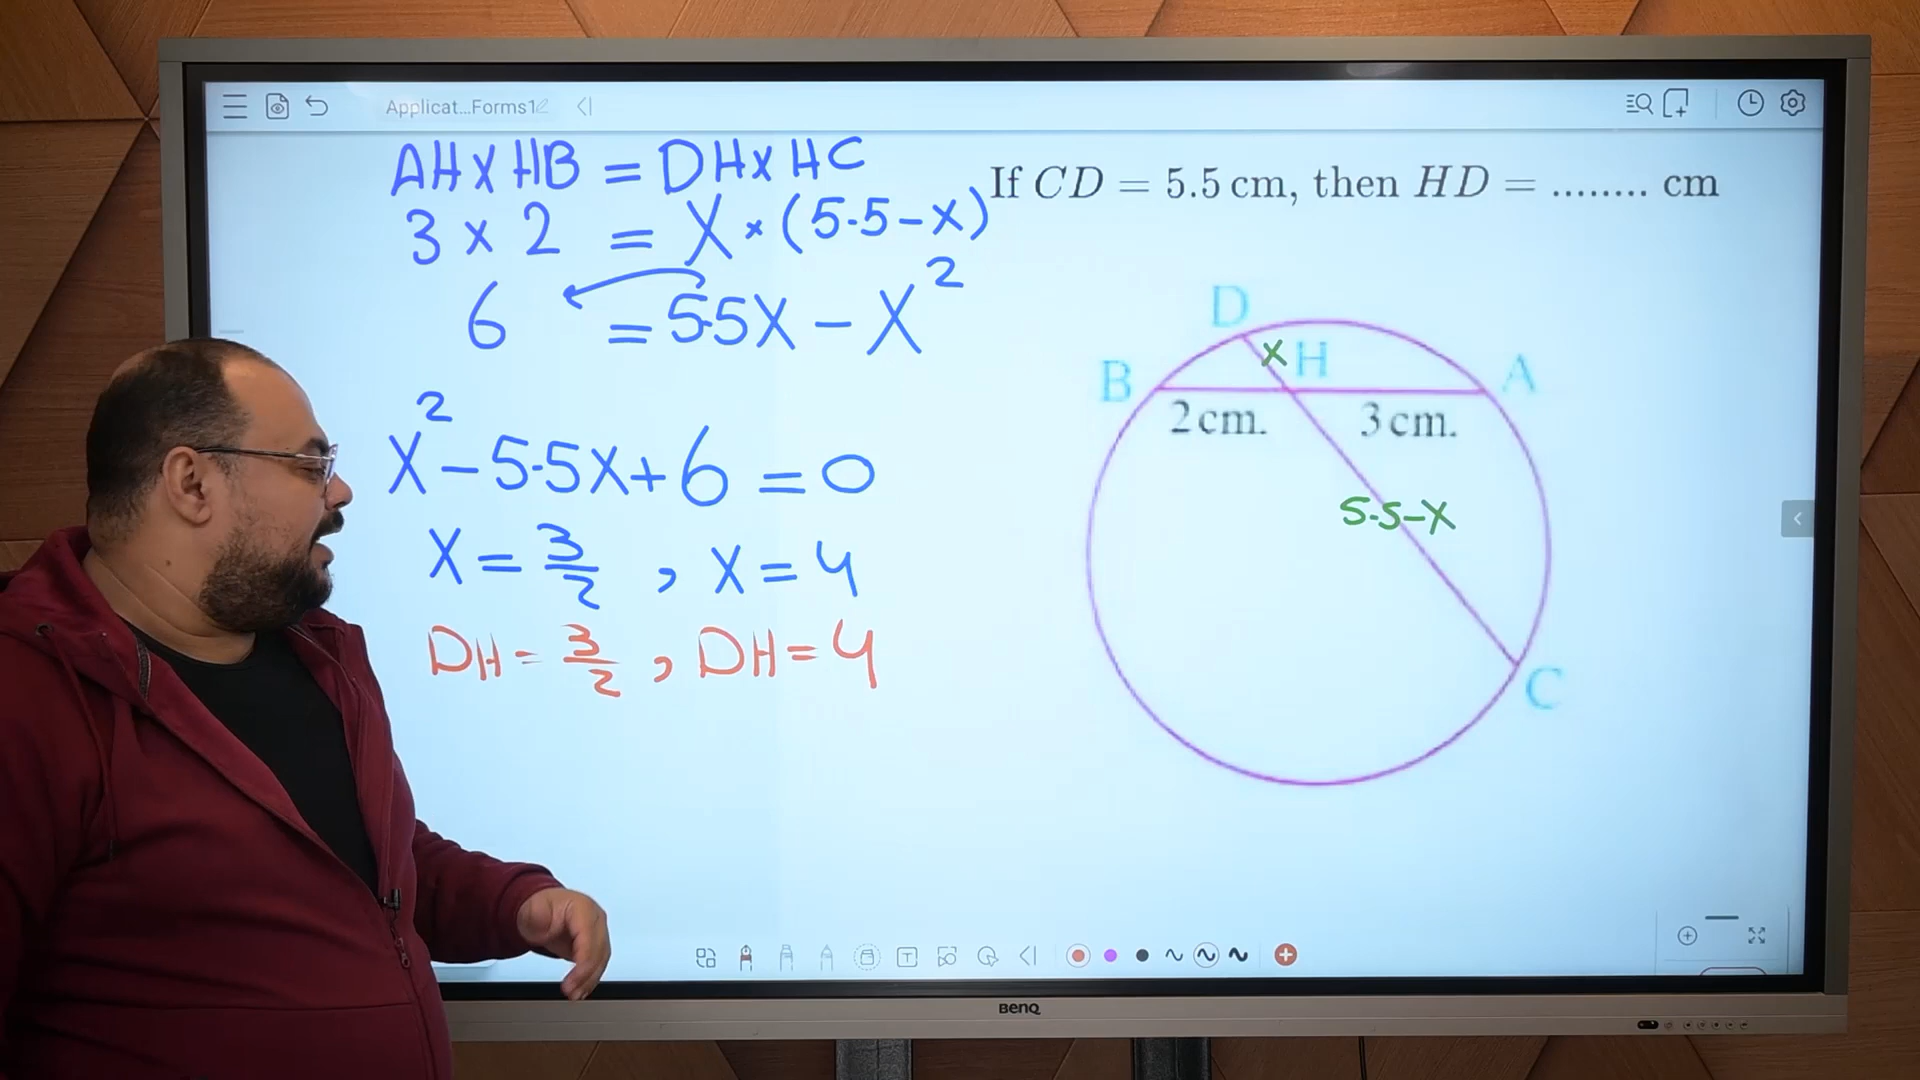 Applicat...Forms1
AH x HB = DH x HC
3 x 2 = X x (5.5 - x)
6 = 5.5X - X²
X² - 5.5X + 6 = 0
X = 3/2 , X = 4
DH = 3/2 , DH = 4
If CD = 5.5 cm, then HD = ........ cm
D
x H
B A
2 cm. 3 cm.
5.5-X
C
T
BenQ